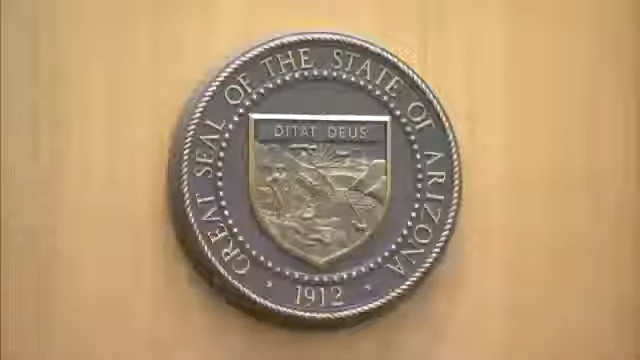 GREAT SEAL OF THE STATE OF ARIZONA
DITAT DEUS
1912